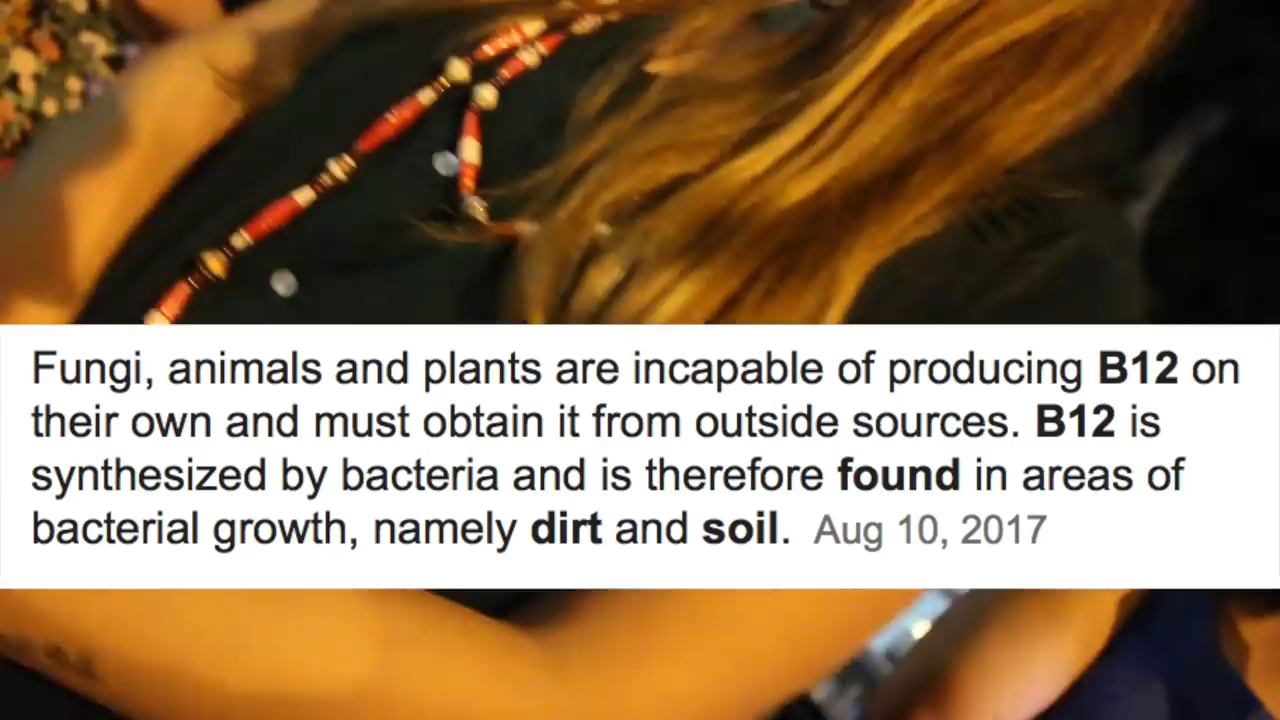 Fungi, animals and plants are incapable of producing B12 on
their own and must obtain it from outside sources. B12 is
synthesized by bacteria and is therefore found in areas of
bacterial growth, namely dirt and soil. Aug 10, 2017